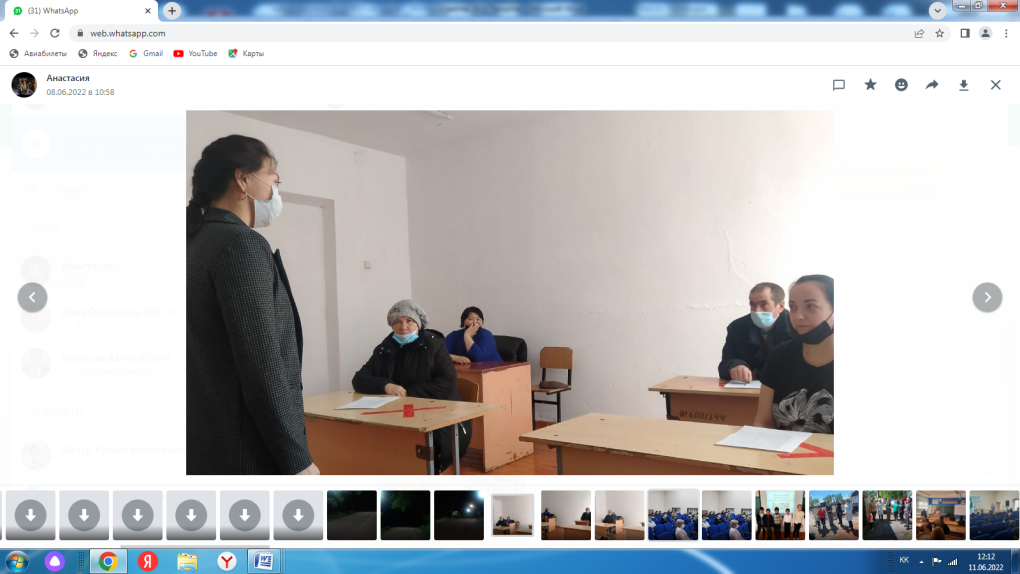 (31) WhatsApp
web.whatsapp.com
Авиабилеты Яндекс Gmail YouTube Карты
Анастасия
08.06.2022 в 10:58
KK
12:12
11.06.2022